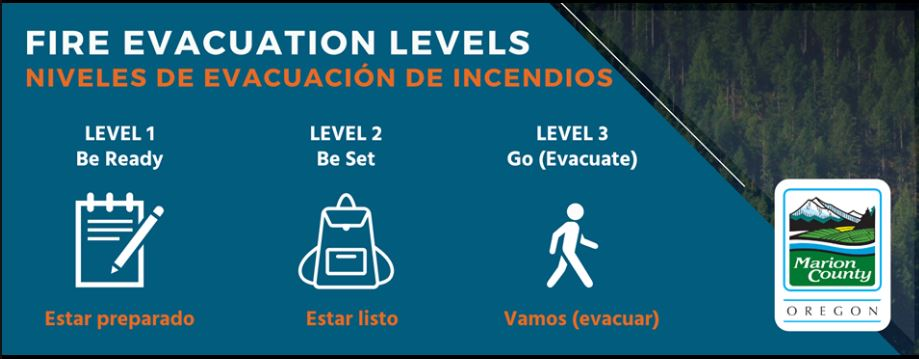 FIRE EVACUATION LEVELS
NIVELES DE EVACUACIÓN DE INCENDIOS
LEVEL 1
Be Ready
Estar preparado
LEVEL 2
Be Set
Estar listo
LEVEL 3
Go (Evacuate)
Vamos (evacuar)
Marion
County
OREGON